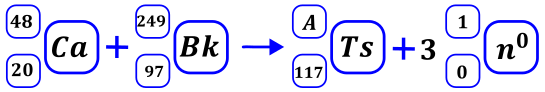 48 20 Ca + 249 97 Bk → A 117 Ts + 3 1 0 n⁰